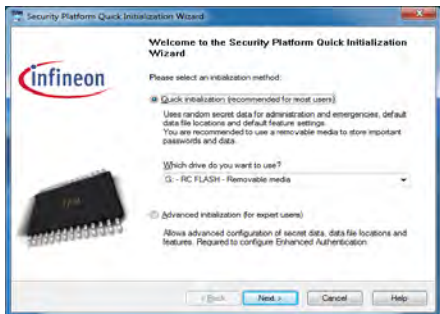 Security Platform Quick Initialization Wizard
Welcome to the Security Platform Quick Initialization
Wizard
infineon
Please select an initialization method:
Quick initialization (recommended for most users)
Uses random secret data for administration and emergencies, default
data file locations and default feature settings.
You are recommended to use a removable media to store important
passwords and data.
Which drive do you want to use?
G: - RC FLASH - Removable media
TPM
Advanced initialization (for expert users)
Allows advanced configuration of secret data, data file locations and
features. Required to configure Enhanced Authentication.
< Back
Next >
Cancel
Help